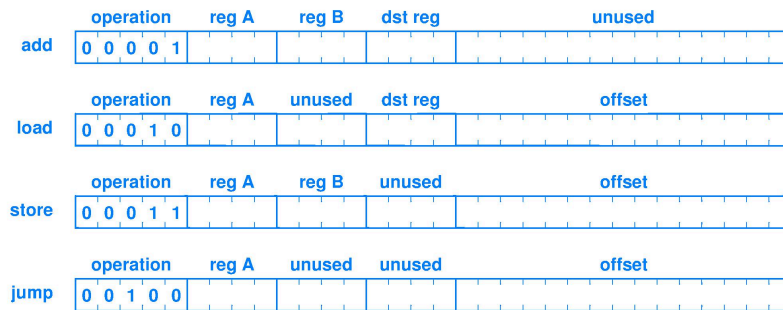 operation reg A reg B dst reg unused
add 0 0 0 0 1
operation reg A unused dst reg offset
load 0 0 0 1 0
operation reg A reg B unused offset
store 0 0 0 1 1
operation reg A unused unused offset
jump 0 0 1 0 0